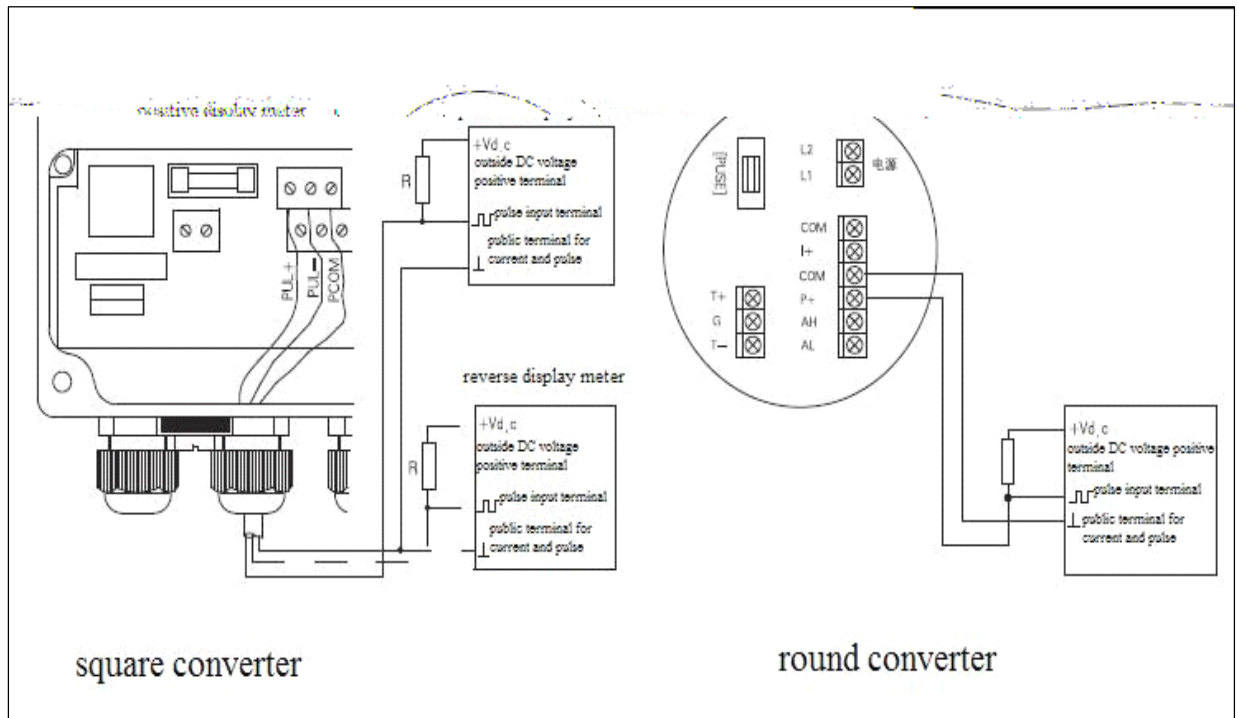 positive display meter
+Vd,c
outside DC voltage
positive terminal
R
pulse input terminal
public terminal for
current and pulse
PUL+
PUL−
PCOM
reverse display meter
+Vd,c
outside DC voltage
positive terminal
R
pulse input terminal
public terminal for
current and pulse
square converter
[FUSE]
L2
L1
电源
COM
I+
COM
P+
AH
AL
T+
G
T−
+Vd,c
outside DC voltage positive
terminal
pulse input terminal
public terminal for
current and pulse
round converter